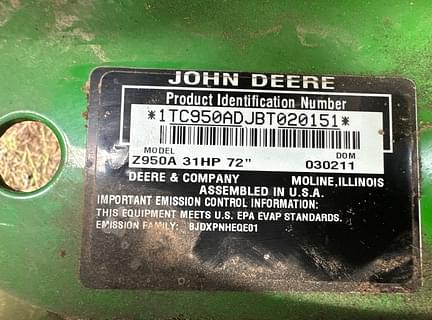 JOHN DEERE
Product Identification Number
*1TC950ADJBT020151*
MODEL DOM
Z950A 31HP 72" 030211
DEERE & COMPANY MOLINE, ILLINOIS
ASSEMBLED IN U.S.A.
IMPORTANT EMISSION CONTROL INFORMATION:
THIS EQUIPMENT MEETS U.S. EPA EVAP STANDARDS.
EMISSION FAMILY: BJDXPNHEQE01